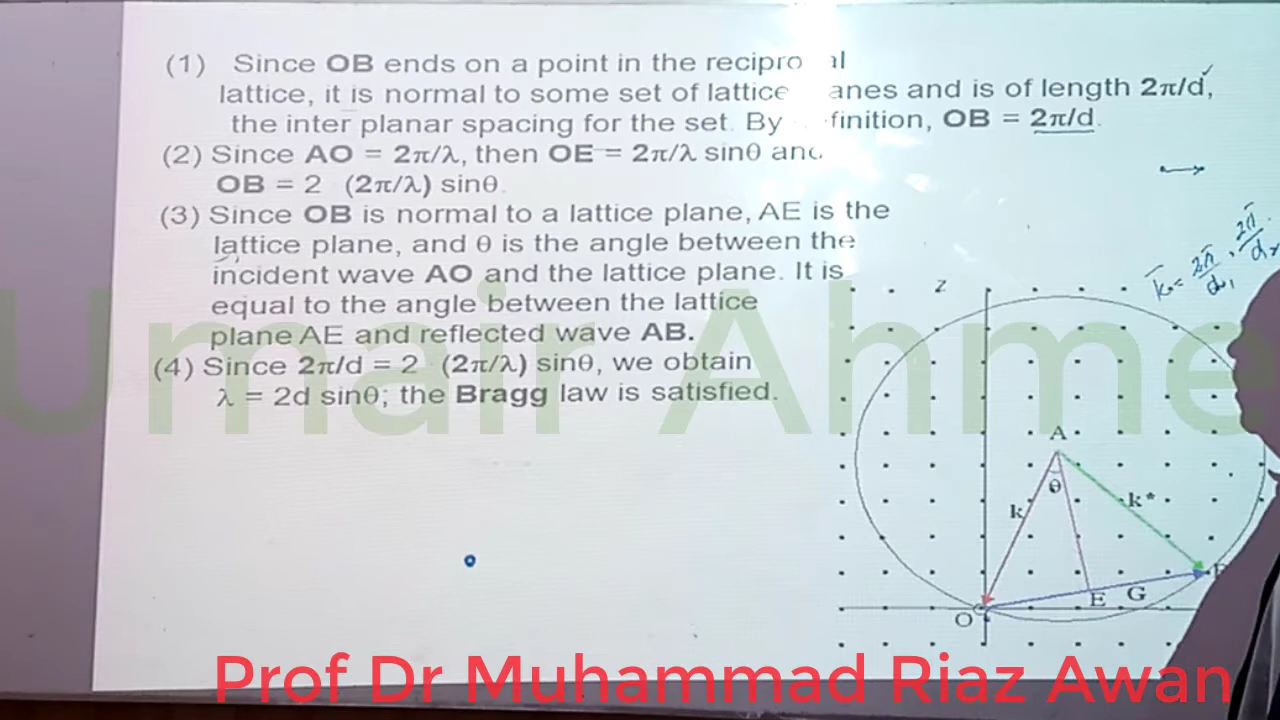 (1) Since OB ends on a point in the recipro al
lattice, it is normal to some set of lattice anes and is of length 2π/d,
the inter planar spacing for the set. By finition, OB = 2π/d.
(2) Since AO = 2π/λ, then OE = 2π/λ sinθ and
OB = 2 (2π/λ) sinθ.
(3) Since OB is normal to a lattice plane, AE is the
lattice plane, and θ is the angle between the
incident wave AO and the lattice plane. It is
equal to the angle between the lattice
plane AE and reflected wave AB.
(4) Since 2π/d = 2 (2π/λ) sinθ, we obtain
λ = 2d sinθ; the Bragg law is satisfied.
Z
A
θ
k
k*
E
G
O
Umair Ahme
Prof Dr Muhammad Riaz Awan